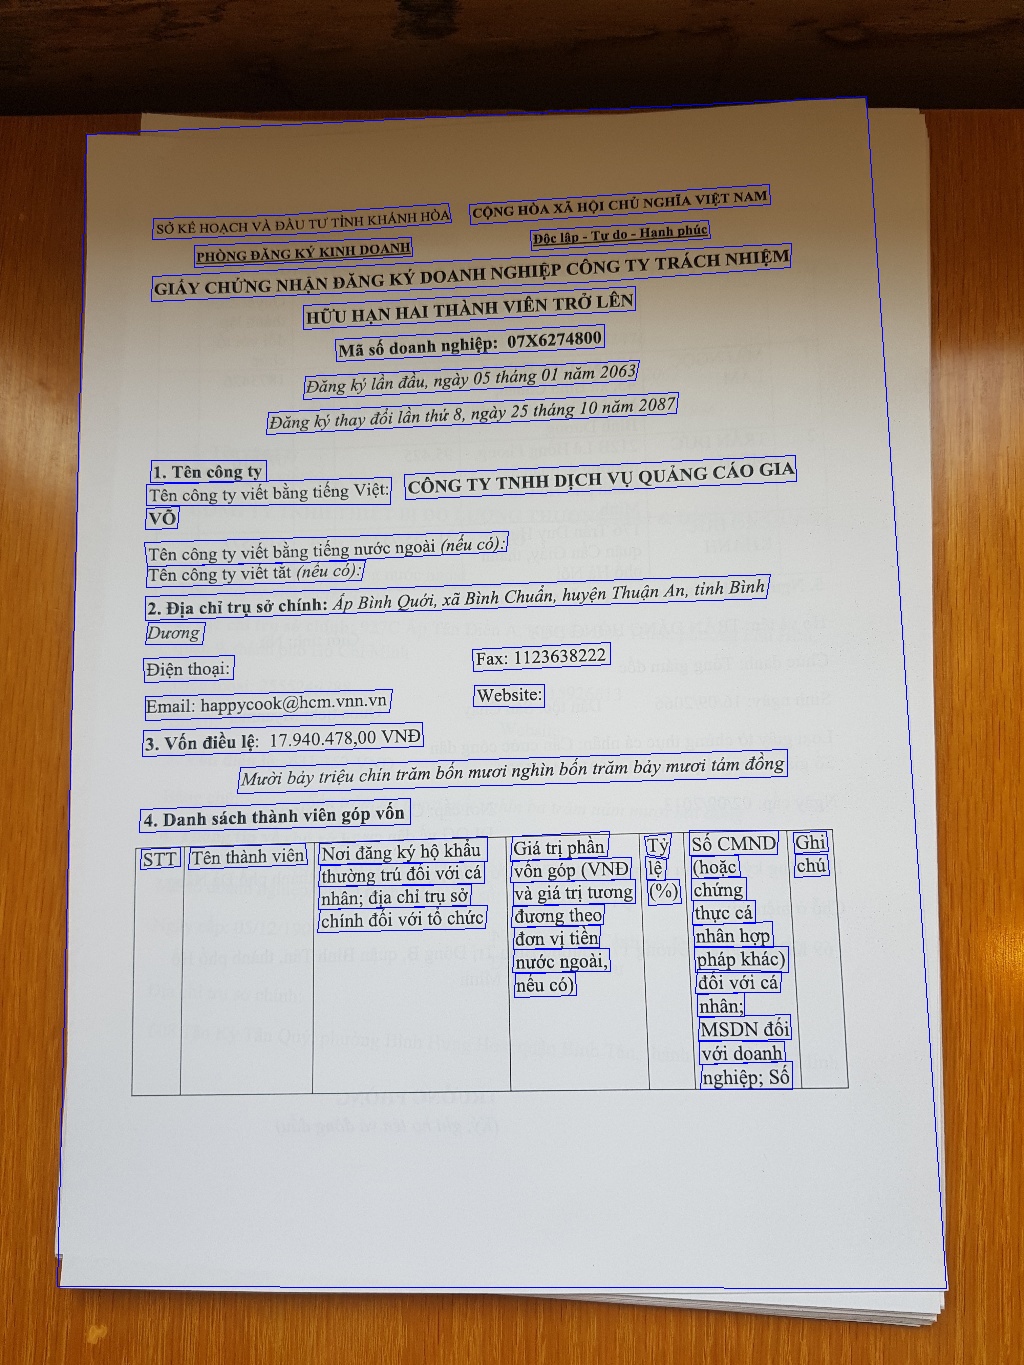 SỞ KẾ HOẠCH VÀ ĐẦU TƯ TỈNH KHÁNH HÒA
CỘNG HÒA XÃ HỘI CHỦ NGHĨA VIỆT NAM
PHÒNG ĐĂNG KÝ KINH DOANH
Độc lập - Tự do - Hạnh phúc
GIẤY CHỨNG NHẬN ĐĂNG KÝ DOANH NGHIỆP CÔNG TY TRÁCH NHIỆM
HỮU HẠN HAI THÀNH VIÊN TRỞ LÊN
Mã số doanh nghiệp: 07X6274800
Đăng ký lần đầu, ngày 05 tháng 01 năm 2063
Đăng ký thay đổi lần thứ 8, ngày 25 tháng 10 năm 2087
1. Tên công ty
Tên công ty viết bằng tiếng Việt: CÔNG TY TNHH DỊCH VỤ QUẢNG CÁO GIA
VÕ
Tên công ty viết bằng tiếng nước ngoài (nếu có):
Tên công ty viết tắt (nếu có):
2. Địa chỉ trụ sở chính: Ấp Bình Quới, xã Bình Chuẩn, huyện Thuận An, tỉnh Bình
Dương
Điện thoại:
Fax: 1123638222
Email: happycook@hcm.vnn.vn
Website:
3. Vốn điều lệ: 17.940.478,00 VNĐ
Mười bảy triệu chín trăm bốn mươi nghìn bốn trăm bảy mươi tám đồng
4. Danh sách thành viên góp vốn
STT
Tên thành viên
Nơi đăng ký hộ khẩu
thường trú đối với cá
nhân; địa chỉ trụ sở
chính đối với tổ chức
Giá trị phần
vốn góp (VNĐ
và giá trị tương
đương theo
đơn vị tiền
nước ngoài,
nếu có)
Tỷ
lệ
(%)
Số CMND
(hoặc
chứng
thực cá
nhân hợp
pháp khác)
đối với cá
nhân;
MSDN đối
với doanh
nghiệp; Số
Ghi
chú